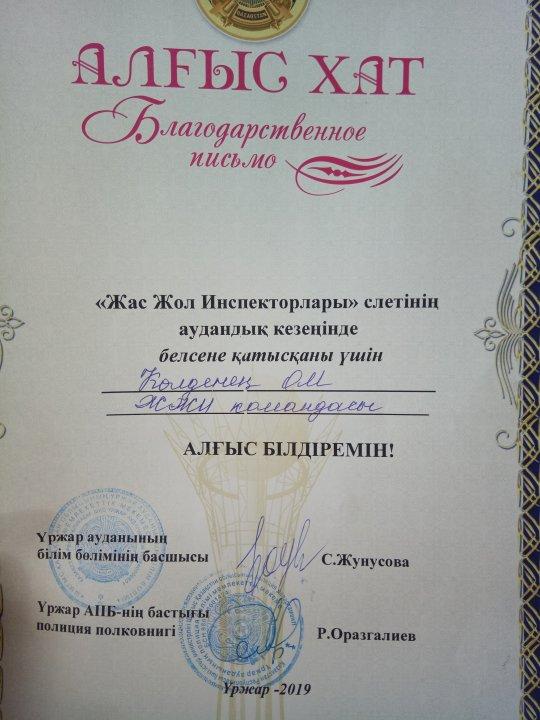 QAZAQSTAN
АЛҒЫС ХАТ
Благодарственное
письмо
«Жас Жол Инспекторлары» слетінің
аудандық кезеңінде
белсене қатысқаны үшін
Көлденең ОМ
ЖЖИ командасы
АЛҒЫС БІЛДІРЕМІН!
Үржар ауданының
білім бөлімінің басшысы
С.Жунусова
Үржар АПБ-нің бастығы
полиция полковнигі
Р.Оразгалиев
Үржар -2019